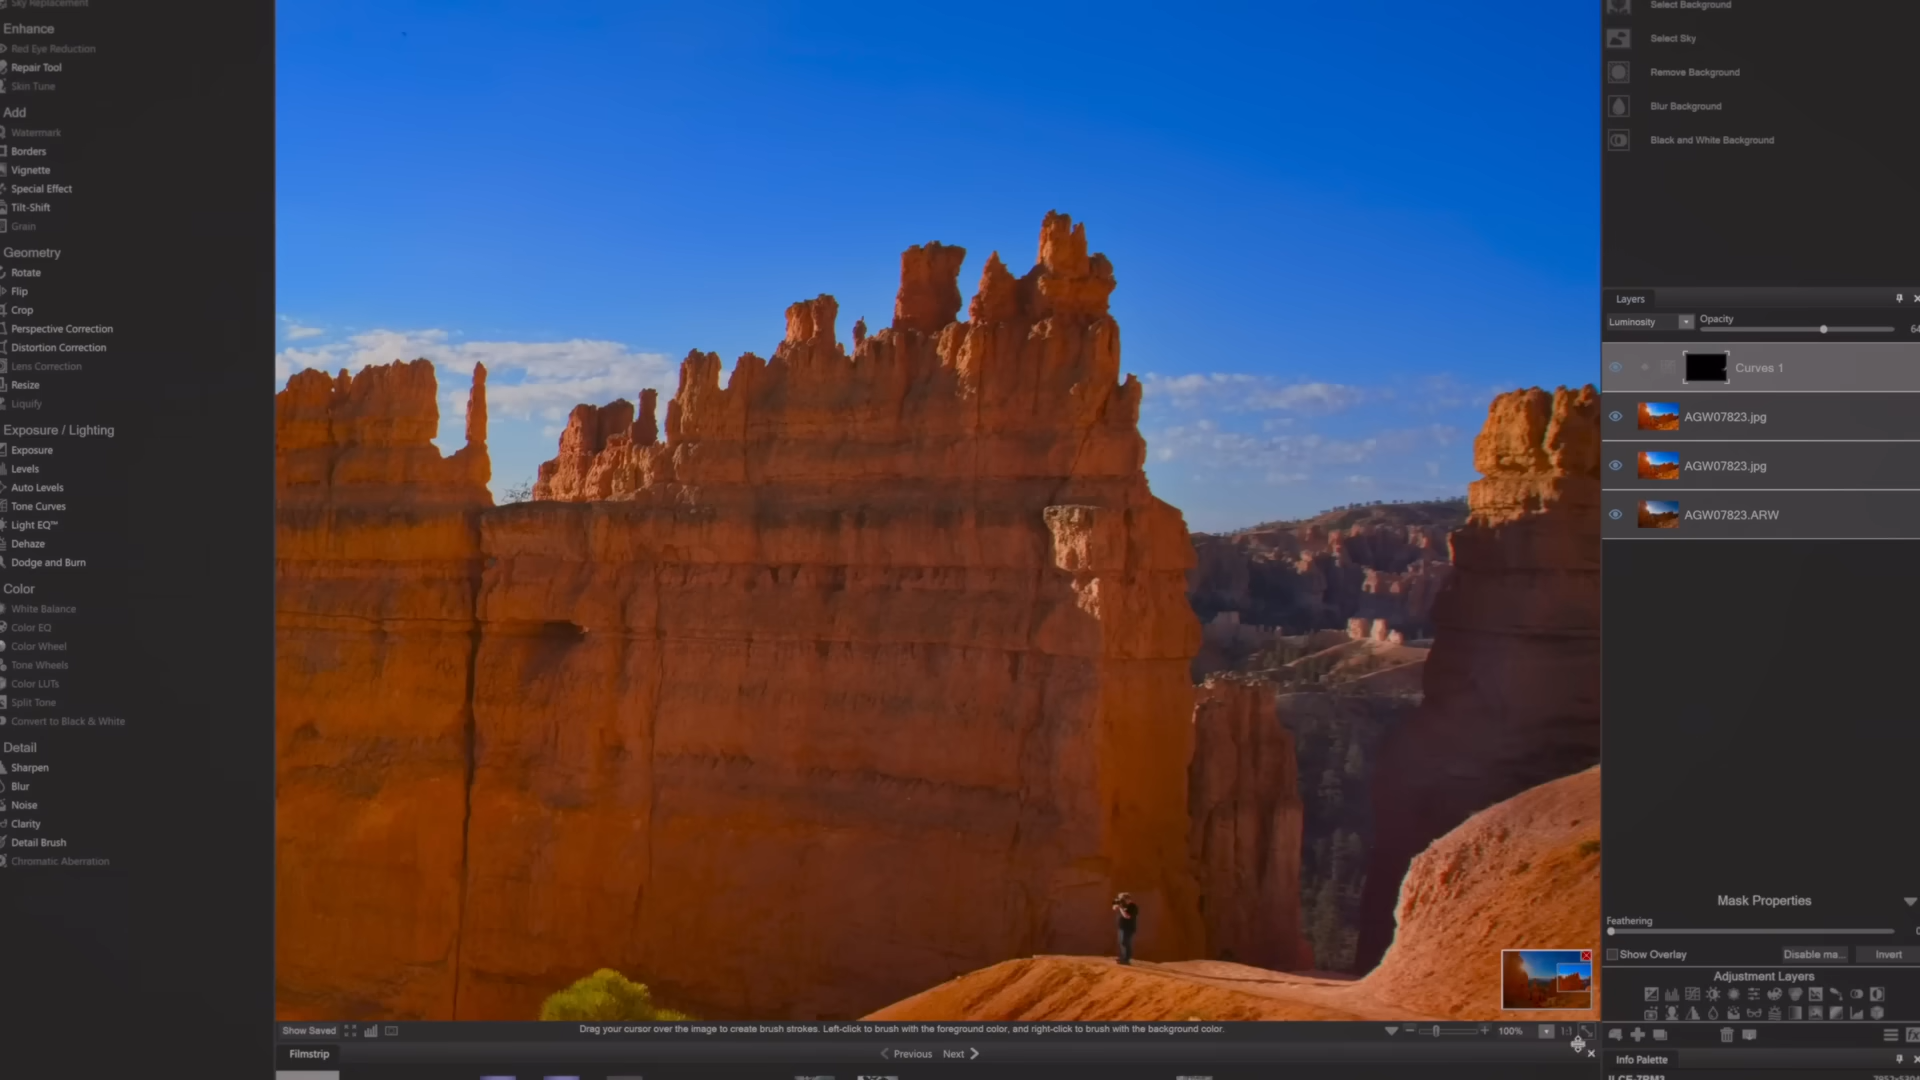 Sky Replacement
Enhance
Red Eye Reduction
Repair Tool
Skin Tune
Add
Watermark
Borders
Vignette
Special Effect
Tilt-Shift
Grain
Geometry
Rotate
Flip
Crop
Perspective Correction
Distortion Correction
Lens Correction
Resize
Liquify
Exposure / Lighting
Exposure
Levels
Auto Levels
Tone Curves
Light EQ™
Dehaze
Dodge and Burn
Color
White Balance
Color EQ
Color Wheel
Tone Wheels
Color LUTs
Split Tone
Convert to Black & White
Detail
Sharpen
Blur
Noise
Clarity
Detail Brush
Chromatic Aberration
Show Saved
Drag your cursor over the image to create brush strokes. Left-click to brush with the foreground color, and right-click to brush with the background color.
100%
1:1
Filmstrip
Previous Next
Select Background
Select Sky
Remove Background
Blur Background
Black and White Background
Layers
Luminosity Opacity 64
Curves 1
AGW07823.jpg
AGW07823.jpg
AGW07823.ARW
Mask Properties
Feathering
Show Overlay Disable ma... Invert
Adjustment Layers
Info Palette